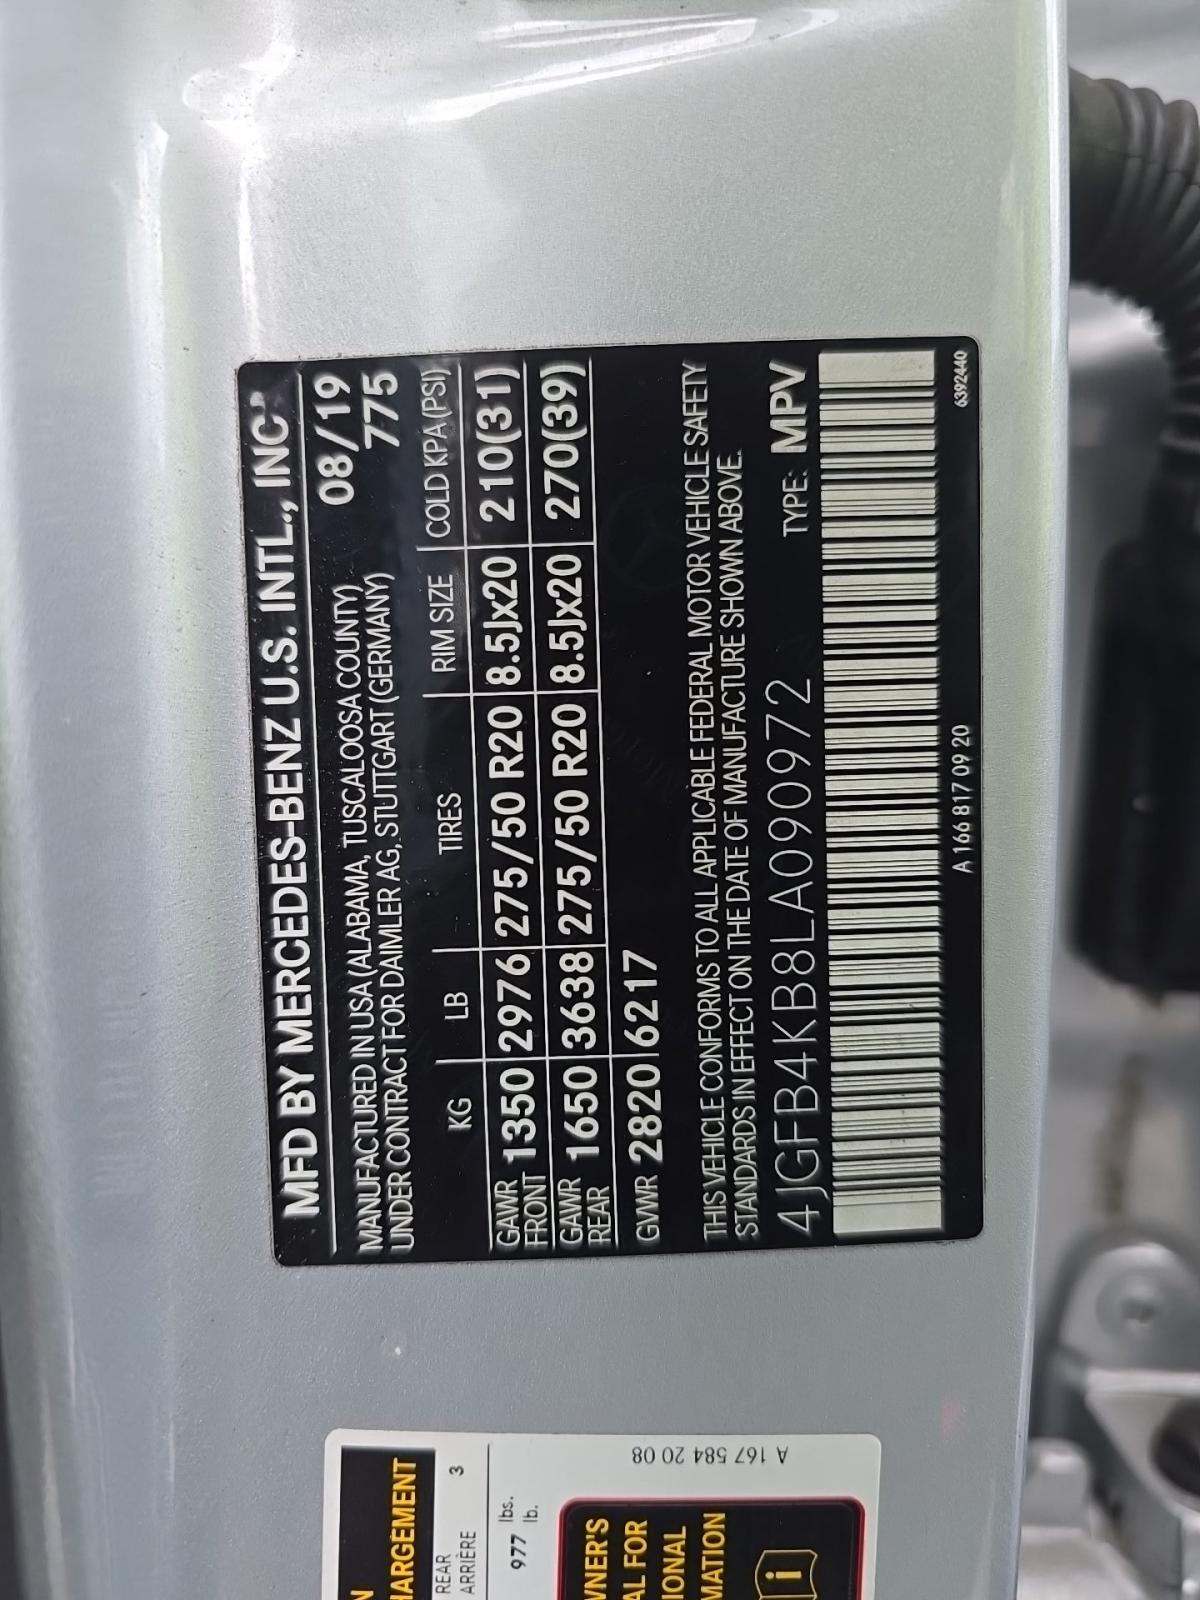 MFD BY MERCEDES-BENZ U.S. INTL., INC.
MANUFACTURED IN USA (ALABAMA, TUSCALOOSA COUNTY) 08/19
UNDER CONTRACT FOR DAIMLER AG, STUTTGART (GERMANY) 775
KG LB TIRES RIM SIZE COLD KPA (PSI)
GAWR FRONT 1350 2976 275/50 R20 8.5Jx20 210(31)
GAWR REAR 1650 3638 275/50 R20 8.5Jx20 270(39)
GVWR 2820 6217
THIS VEHICLE CONFORMS TO ALL APPLICABLE FEDERAL MOTOR VEHICLE SAFETY
STANDARDS IN EFFECT ON THE DATE OF MANUFACTURE SHOWN ABOVE.
4JGFB4KB8LA090972 TYPE: MPV
A 166 817 09 20 6392440
HARGEMENT
REAR
ARRIÈRE 3
977 lbs.
lb.
WNER'S
AL FOR
IONAL
MATION
i
A 167 584 20 08